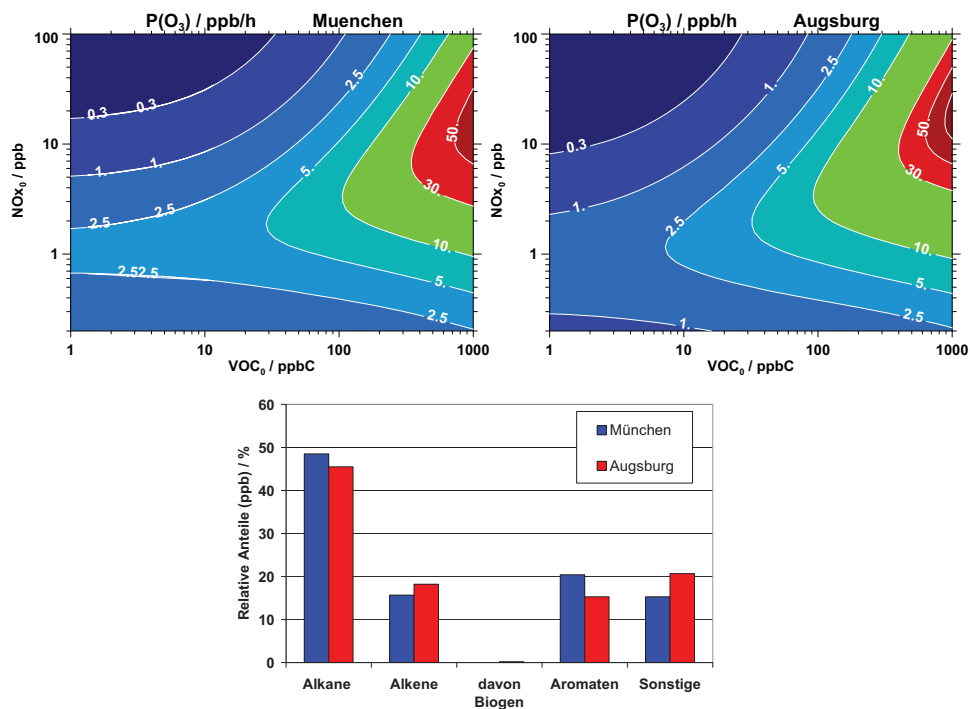 P(O₃) / ppb/h Muenchen
100
10
1
NOx₀ / ppb
0.3 0.3
1. 1.
2.5 2.5
2.5 2.5
5.
10.
2.5
50.
30.
10.
5.
2.5
1 10 100 1000
VOC₀ / ppbC
P(O₃) / ppb/h Augsburg
100
10
1
NOx₀ / ppb
0.3
1.
1.
2.5
2.5
5.
10.
50.
30.
10.
5.
2.5
1.
1 10 100 1000
VOC₀ / ppbC
60
50
40
30
20
10
0
Relative Anteile (ppb) / %
München
Augsburg
Alkane Alkene davon Aromaten Sonstige
Biogen